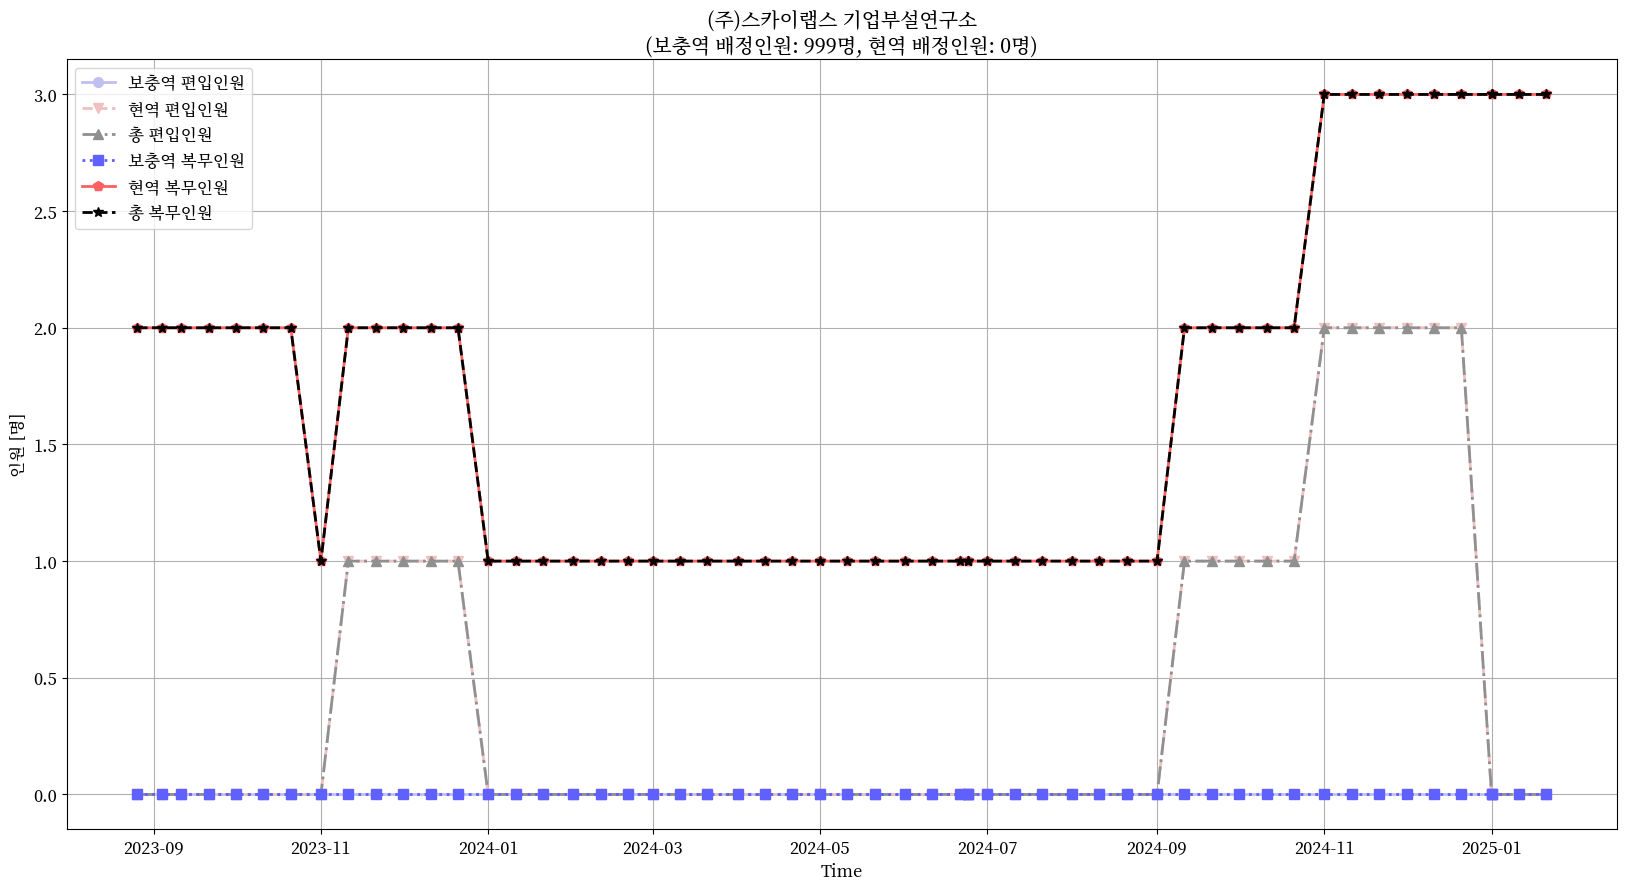 (주)스카이랩스 기업부설연구소
(보충역 배정인원: 999명, 현역 배정인원: 0명)
보충역 편입인원
현역 편입인원
총 편입인원
보충역 복무인원
현역 복무인원
총 복무인원
3.0
2.5
2.0
1.5
1.0
0.5
0.0
인원 [명]
2023-09
2023-11
2024-01
2024-03
2024-05
2024-07
2024-09
2024-11
2025-01
Time